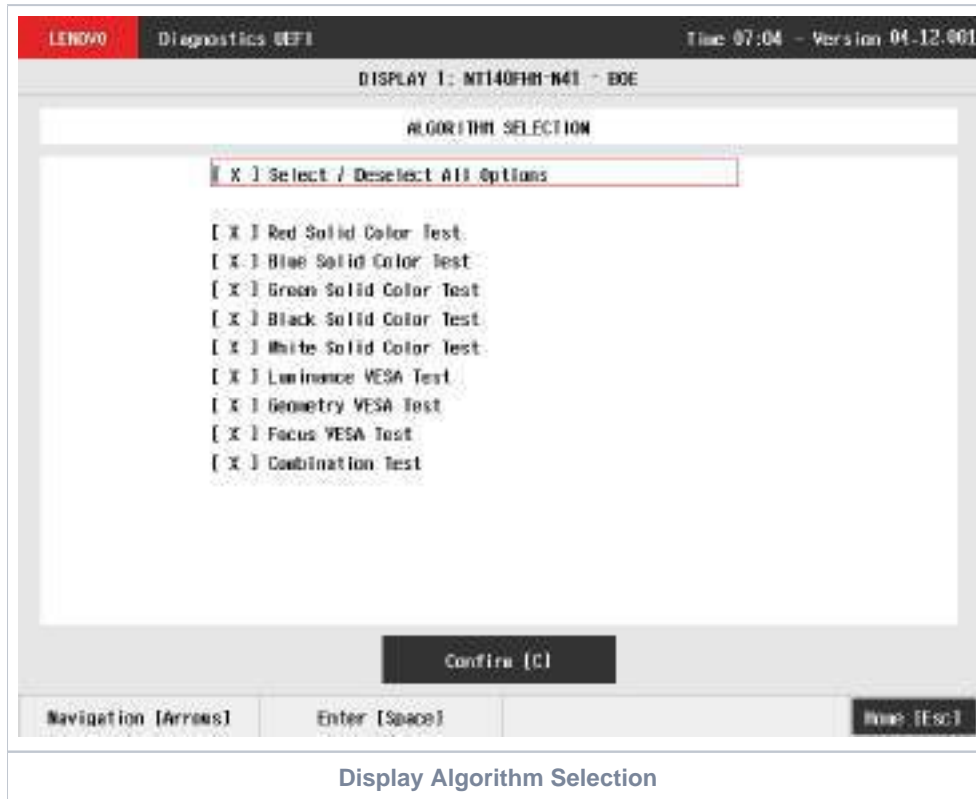 LENOVO Diagnostics UEFI Time 07:04 - Version 04.12.001
DISPLAY 1: NT140FHM-N41 - BOE
ALGORITHM SELECTION
[ X ] Select / Deselect All Options
[ X ] Red Solid Color Test
[ X ] Blue Solid Color Test
[ X ] Green Solid Color Test
[ X ] Black Solid Color Test
[ X ] White Solid Color Test
[ X ] Luminance VESA Test
[ X ] Geometry VESA Test
[ X ] Focus VESA Test
[ X ] Combination Test
Confirm [C]
Navigation [Arrows] Enter [Space] Home [Esc]
Display Algorithm Selection